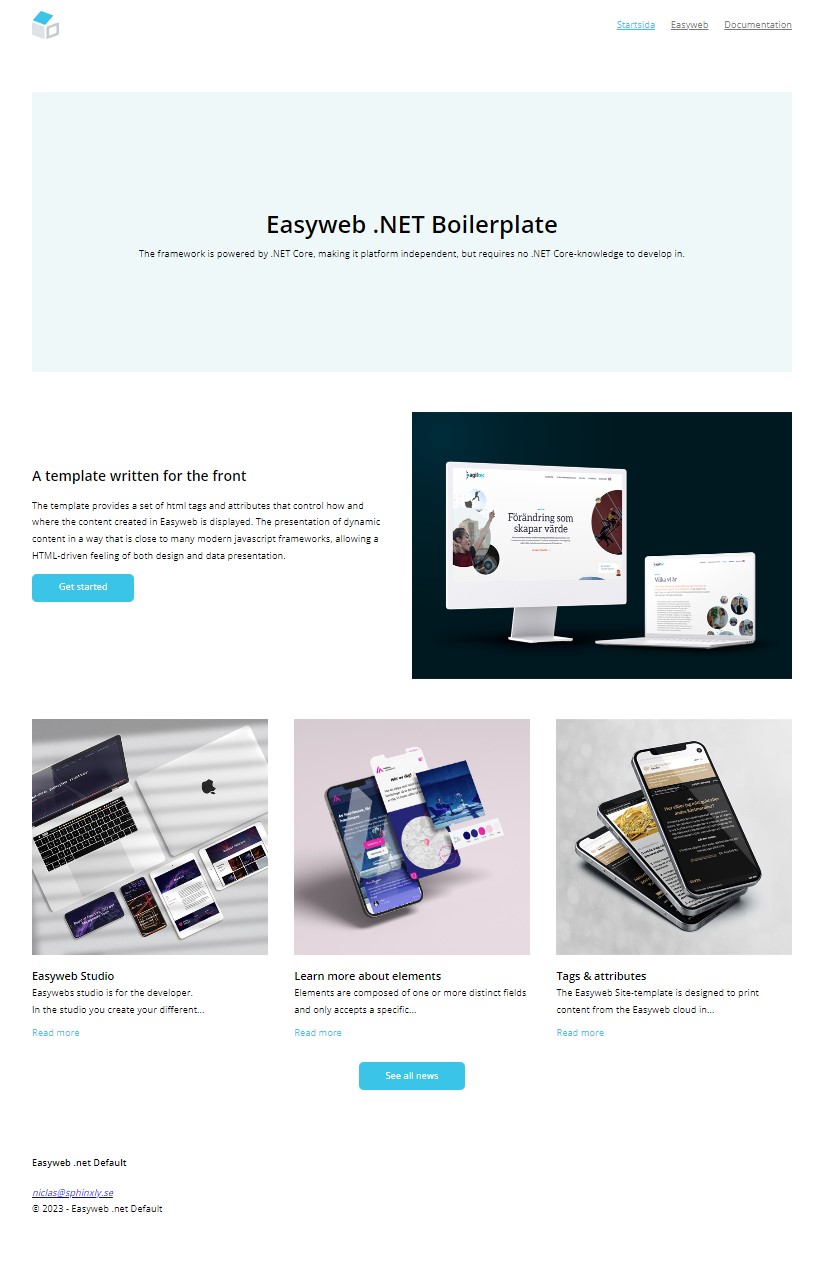 Startsida Easyweb Documentation
Easyweb .NET Boilerplate
The framework is powered by .NET Core, making it platform independent, but requires no .NET Core-knowledge to develop in.
A template written for the front
The template provides a set of html tags and attributes that control how and
where the content created in Easyweb is displayed. The presentation of dynamic
content in a way that is close to many modern javascript frameworks, allowing a
HTML-driven feeling of both design and data presentation.
Get started
Förändring som
skapar värde
Vilka vi är
Easyweb Studio
Easywebs studio is for the developer.
In the studio you create your different...
Read more
Learn more about elements
Elements are composed of one or more distinct fields
and only accepts a specific...
Read more
Tags & attributes
The Easyweb Site-template is designed to print
content from the Easyweb cloud in...
Read more
See all news
Easyweb .net Default
niclas@sphinxly.se
© 2023 - Easyweb .net Default